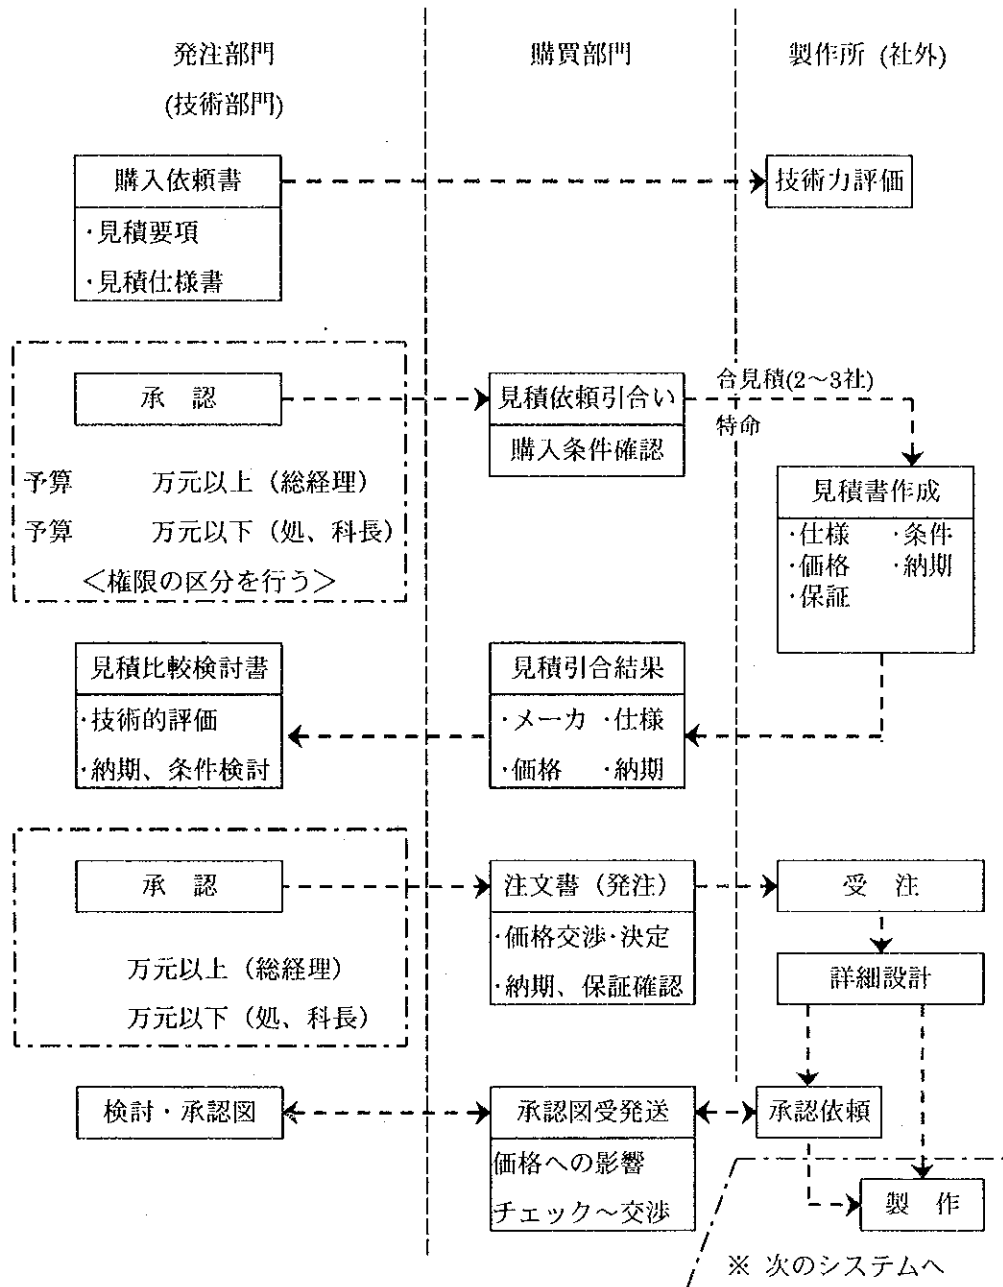 発注部門
(技術部門)
購買部門
製作所 (社外)
購入依頼書
・見積要項
・見積仕様書
技術力評価
承 認
予算 万元以上 (総経理)
予算 万元以下 (処、科長)
＜権限の区分を行う＞
見積依頼引合い
購入条件確認
合見積(2～3社)
特命
見積書作成
・仕様 ・条件
・価格 ・納期
・保証
見積比較検討書
・技術的評価
・納期、条件検討
見積引合結果
・メーカ ・仕様
・価格 ・納期
承 認
万元以上 (総経理)
万元以下 (処、科長)
注文書 (発注)
・価格交渉・決定
・納期、保証確認
受 注
詳細設計
検討・承認図
承認図受発送
価格への影響
チェック～交渉
承認依頼
製 作
※ 次のシステムへ